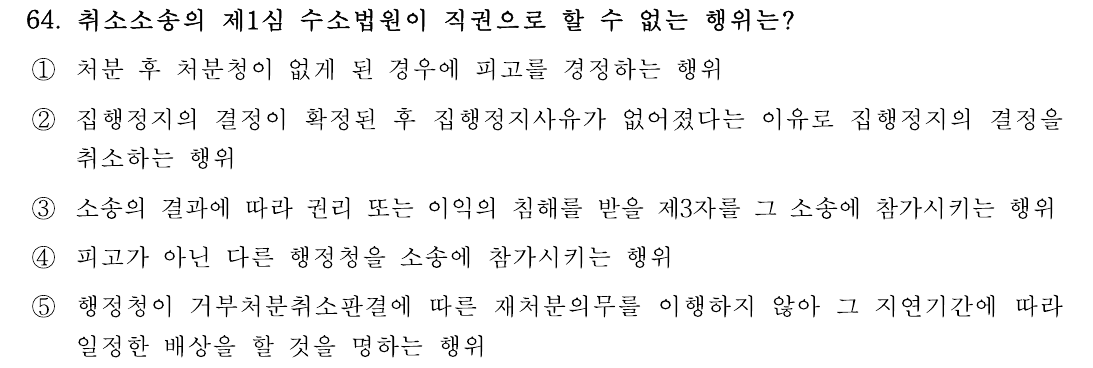 64. 취소소송의 제1심 수소법원이 직권으로 할 수 없는 행위는?
① 처분 후 처분청이 없게 된 경우에 피고를 경정하는 행위
② 집행정지의 결정이 확정된 후 집행정지사유가 없어졌다는 이유로 집행정지의 결정을
취소하는 행위
③ 소송의 결과에 따라 권리 또는 이익의 침해를 받을 제3자를 그 소송에 참가시키는 행위
④ 피고가 아닌 다른 행정청을 소송에 참가시키는 행위
⑤ 행정청이 거부처분취소판결에 따른 재처분의무를 이행하지 않아 그 지연기간에 따라
일정한 배상을 할 것을 명하는 행위